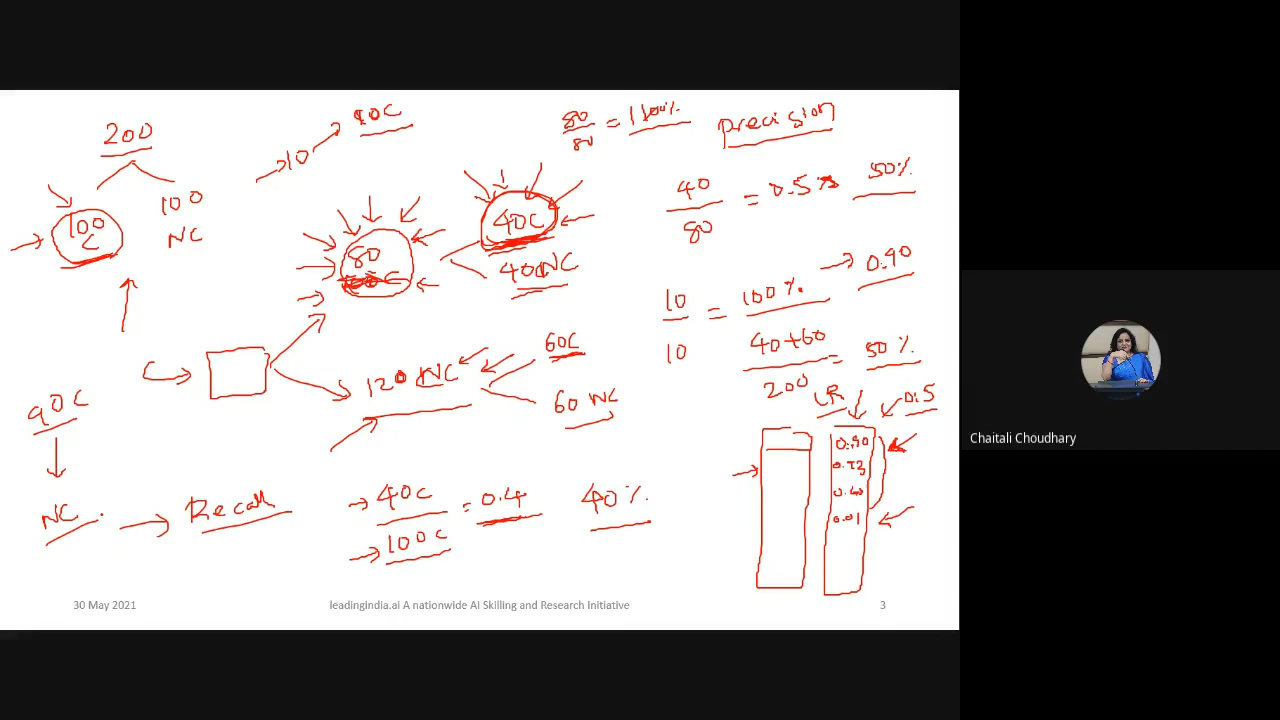 200
100
C
100
NC
10
90C
80/80 = 100%
precision
40/80 = 0.5
50%
80
40C
40NC
10/10 = 100%
0.90
40+60/200 = 50%
120 NC
60C
60 NC
90C
NC
Recall
40C/100C = 0.4
40%
LR
0.5
0.90
0.73
0.40
0.01
30 May 2021
leadingindia.ai A nationwide AI Skilling and Research Initiative
3
Chaitali Choudhary